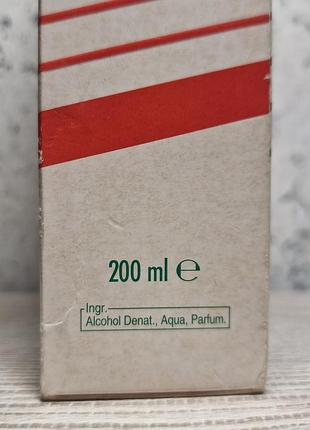 200 ml ℮
Ingr.
Alcohol Denat., Aqua, Parfum.